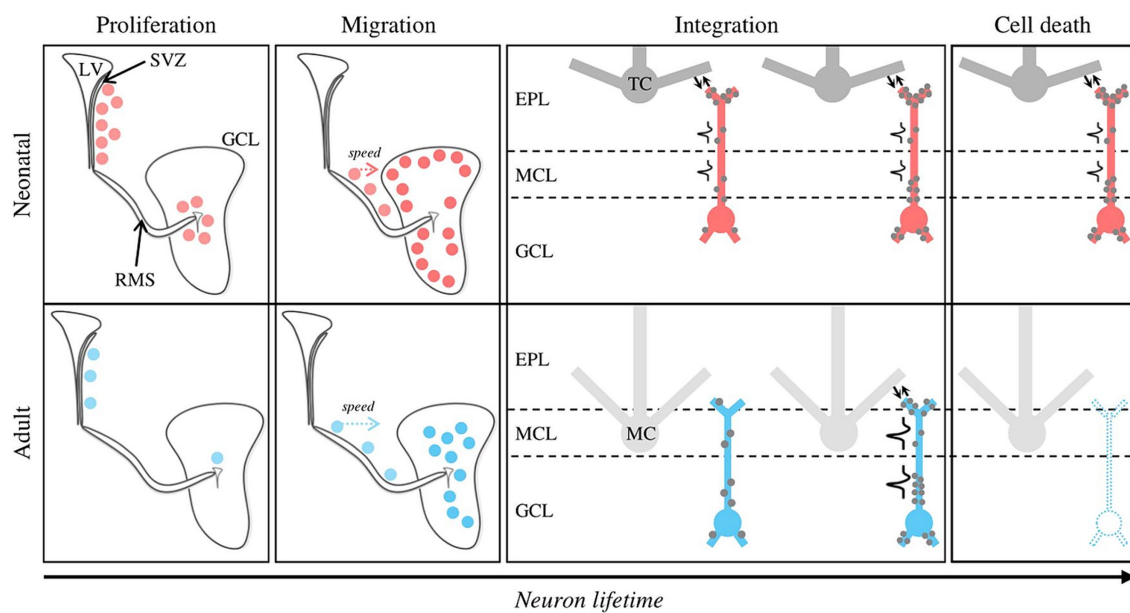 Proliferation
Migration
Integration
Cell death
Neonatal
LV
SVZ
GCL
RMS
speed
EPL
MCL
GCL
TC
Adult
speed
EPL
MCL
GCL
MC
Neuron lifetime